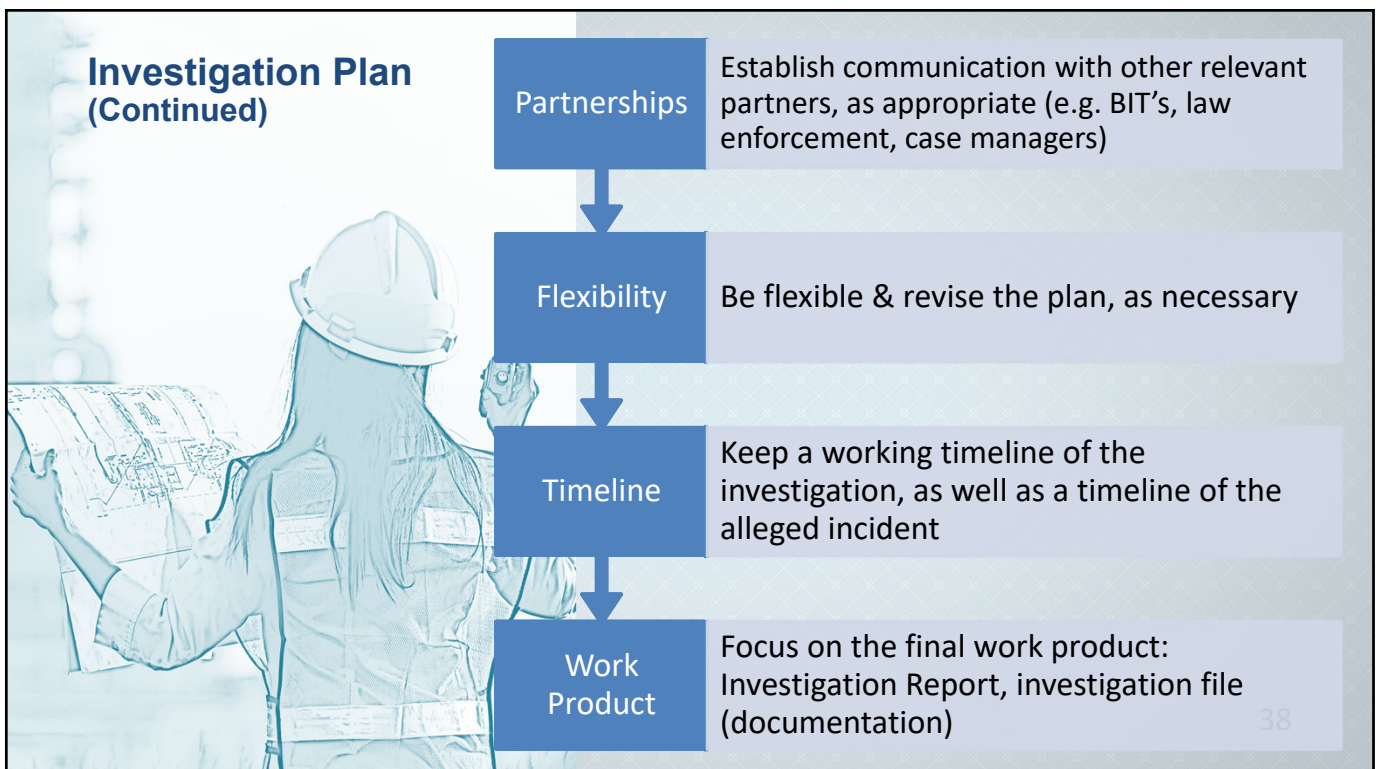 Investigation Plan
(Continued)
Partnerships
Establish communication with other relevant
partners, as appropriate (e.g. BIT's, law
enforcement, case managers)
Flexibility
Be flexible & revise the plan, as necessary
Timeline
Keep a working timeline of the
investigation, as well as a timeline of the
alleged incident
Work
Product
Focus on the final work product:
Investigation Report, investigation file
(documentation)
38